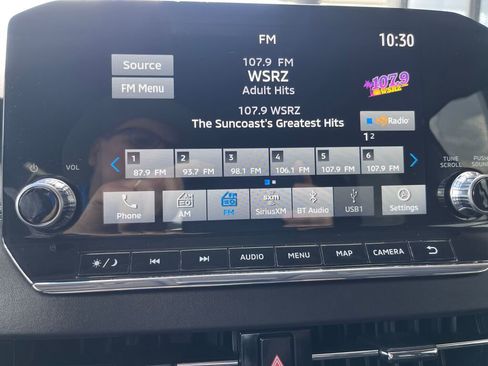 FM
10:30
Source
FM Menu
107.9 FM
WSRZ
Adult Hits
107.9
WSRZ
107.9 WSRZ
The Suncoast's Greatest Hits
Radio
1 2
VOL
TUNE
SCROLL
PUSH
SOUND
1 2 3 4 5 6
87.9 FM 93.7 FM 98.1 FM 106.1 FM 107.9 FM 107.9 FM
Phone AM FM SiriusXM BT Audio USB1 Settings
AUDIO MENU MAP CAMERA